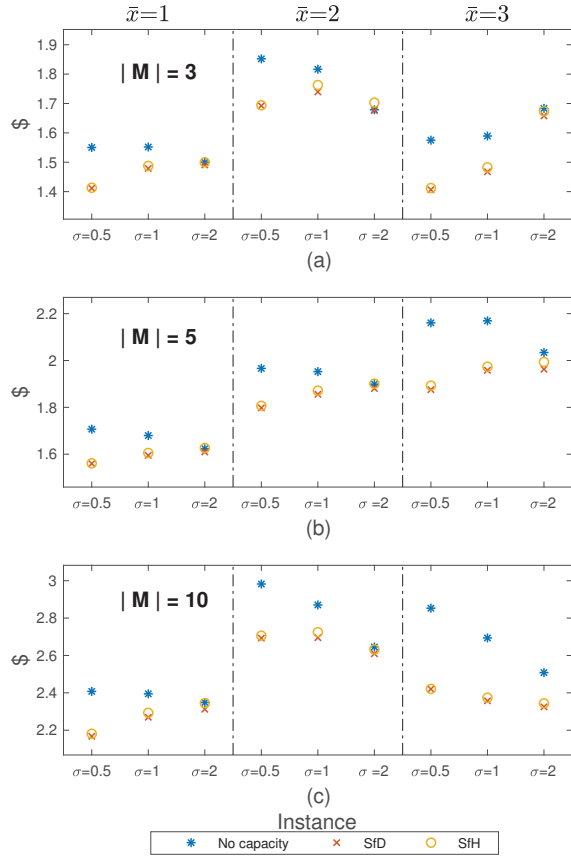 x̄=1 x̄=2 x̄=3
1.9
1.8
1.7
1.6
1.5
1.4
$
| M | = 3
σ=0.5 σ=1 σ=2 σ=0.5 σ=1 σ =2 σ=0.5 σ=1 σ=2
(a)
2.2
2
1.8
1.6
$
| M | = 5
σ=0.5 σ=1 σ=2 σ=0.5 σ=1 σ =2 σ=0.5 σ=1 σ=2
(b)
3
2.8
2.6
2.4
2.2
$
| M | = 10
σ=0.5 σ=1 σ=2 σ=0.5 σ=1 σ =2 σ=0.5 σ=1 σ=2
(c)
Instance
No capacity SfD SfH